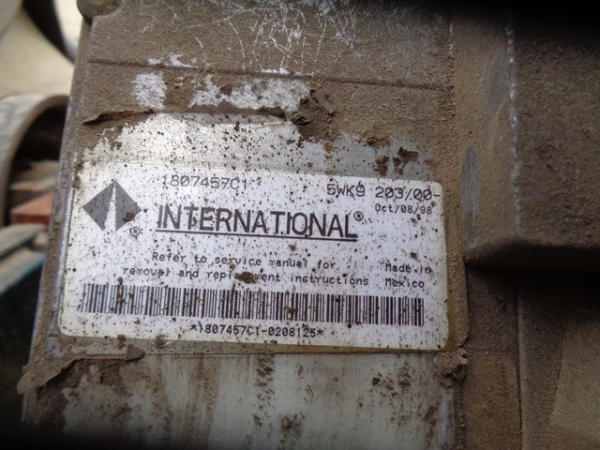 1807457C1
5WK9 203/00-
Oct/08/98
INTERNATIONAL®
®
Refer to service manual for
removal and replacement instructions
Made in
Mexico
*1807457C1-0208125*